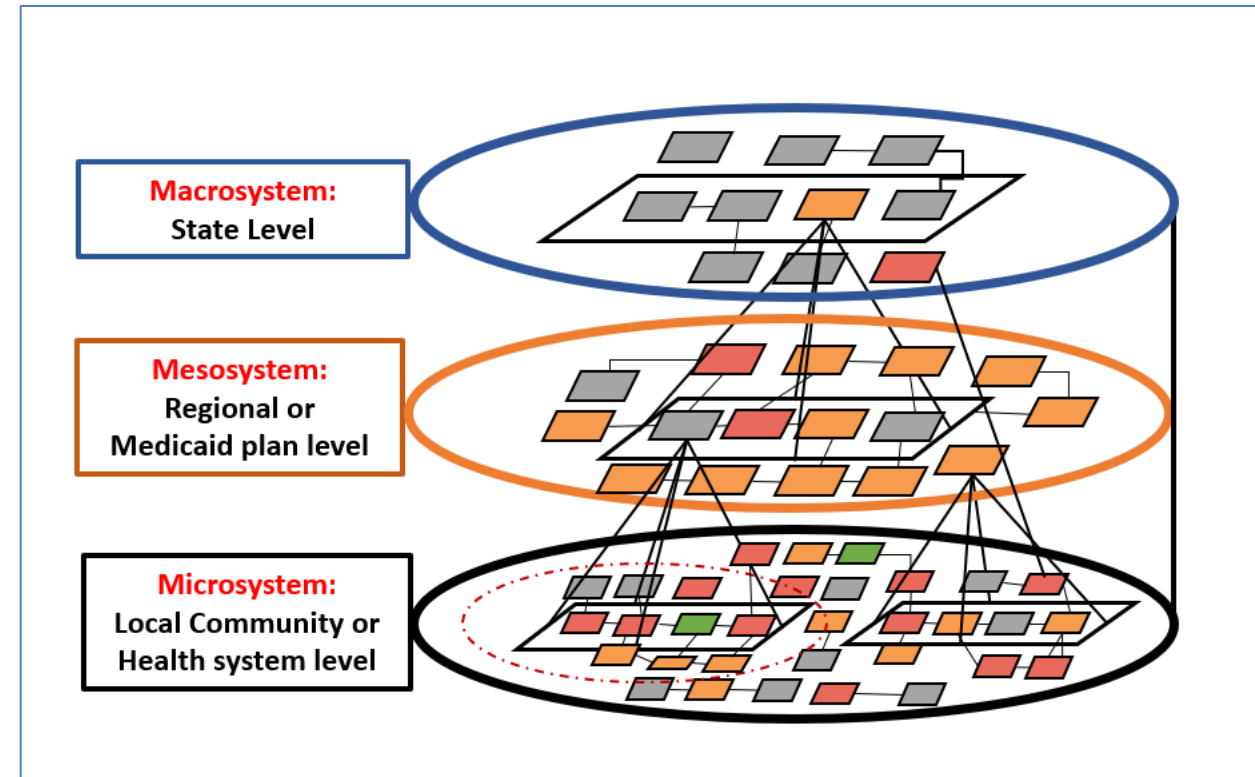 Macrosystem:
State Level
Mesosystem:
Regional or
Medicaid plan level
Microsystem:
Local Community or
Health system level